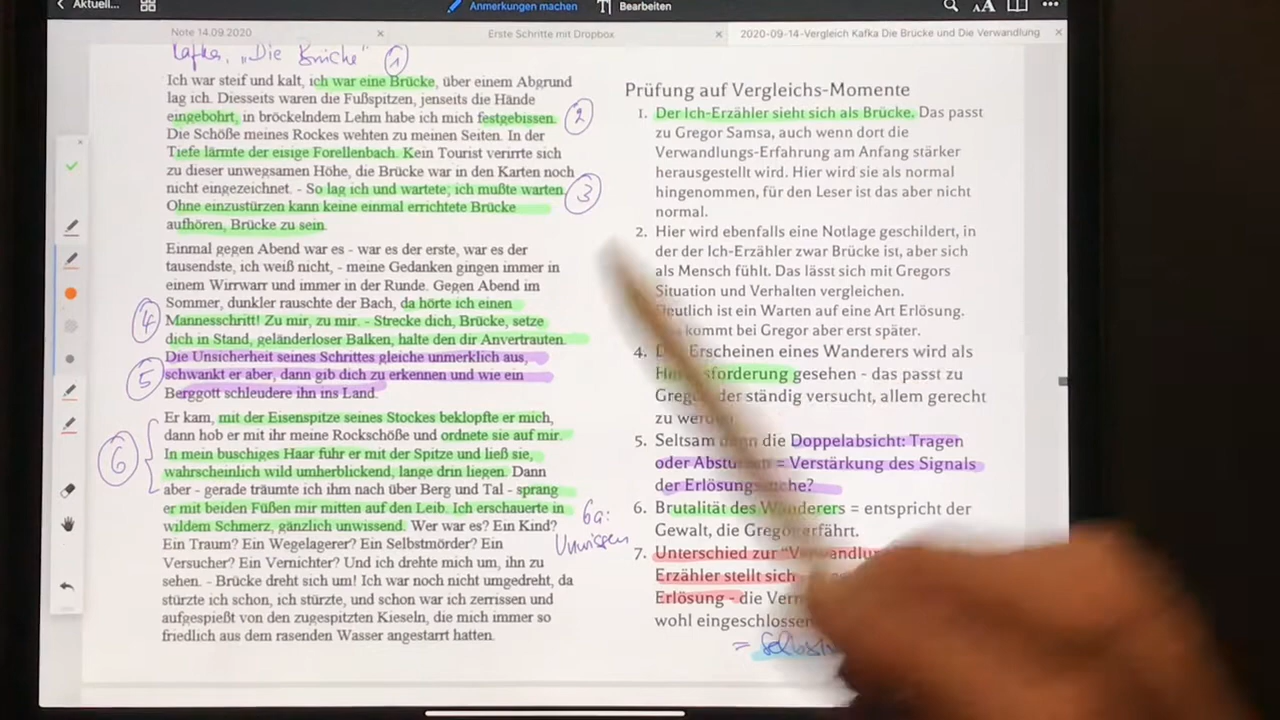 Aktuell...
Anmerkungen machen
Bearbeiten
AA
Note 14.09.2020
Erste Schritte mit Dropbox
2020-09-14-Vergleich Kafka Die Brücke und Die Verwandlung
Kafka, „Die Brücke" 1
Ich war steif und kalt, ich war eine Brücke, über einem Abgrund
lag ich. Diesseits waren die Fußspitzen, jenseits die Hände
eingebohrt, in bröckelndem Lehm habe ich mich festgebissen.
2
Die Schöße meines Rockes wehten zu meinen Seiten. In der
Tiefe lärmte der eisige Forellenbach. Kein Tourist verirrte sich
zu dieser unwegsamen Höhe, die Brücke war in den Karten noch
nicht eingezeichnet. - So lag ich und wartete; ich mußte warten.
3
Ohne einzustürzen kann keine einmal errichtete Brücke
aufhören, Brücke zu sein.
Einmal gegen Abend war es - war es der erste, war es der
tausendste, ich weiß nicht, - meine Gedanken gingen immer in
einem Wirrwarr und immer in der Runde. Gegen Abend im
Sommer, dunkler rauschte der Bach, da hörte ich einen
4
Mannesschritt! Zu mir, zu mir. - Strecke dich, Brücke, setze
dich in Stand, geländerloser Balken, halte den dir Anvertrauten.
Die Unsicherheit seines Schrittes gleiche unmerklich aus,
5
schwankt er aber, dann gib dich zu erkennen und wie ein
Berggott schleudere ihn ins Land.
Er kam, mit der Eisenspitze seines Stockes beklopfte er mich,
dann hob er mit ihr meine Rockschöße und ordnete sie auf mir.
6
In mein buschiges Haar fuhr er mit der Spitze und ließ sie,
wahrscheinlich wild umherblickend, lange drin liegen. Dann
aber - gerade träumte ich ihm nach über Berg und Tal - sprang
er mit beiden Füßen mir mitten auf den Leib. Ich erschauerte in
wildem Schmerz, gänzlich unwissend. Wer war es? Ein Kind?
6a:
Unwissen
Ein Traum? Ein Wegelagerer? Ein Selbstmörder? Ein
Versucher? Ein Vernichter? Und ich drehte mich um, ihn zu
sehen. - Brücke dreht sich um! Ich war noch nicht umgedreht, da
stürzte ich schon, ich stürzte, und schon war ich zerrissen und
aufgespießt von den zugespitzten Kieseln, die mich immer so
friedlich aus dem rasenden Wasser angestarrt hatten.
Prüfung auf Vergleichs-Momente
1. Der Ich-Erzähler sieht sich als Brücke. Das passt
zu Gregor Samsa, auch wenn dort die
Verwandlungs-Erfahrung am Anfang stärker
herausgestellt wird. Hier wird sie als normal
hingenommen, für den Leser ist das aber nicht
normal.
2. Hier wird ebenfalls eine Notlage geschildert, in
der der Ich-Erzähler zwar Brücke ist, aber sich
als Mensch fühlt. Das lässt sich mit Gregors
Situation und Verhalten vergleichen.
Deutlich ist ein Warten auf eine Art Erlösung.
kommt bei Gregor aber erst später.
4. Erscheinen eines Wanderers wird als
gesehen - das passt zu
der ständig versucht, allem gerecht
zu
5. Seltsam die Doppelabsicht: Tragen
oder = Verstärkung des Signals
der
6. Brutalität des Wanderers = entspricht der
Gewalt, die Gregor erfährt.
7. Unterschied zur
Erzähler stellt sich
Erlösung - die
wohl
=